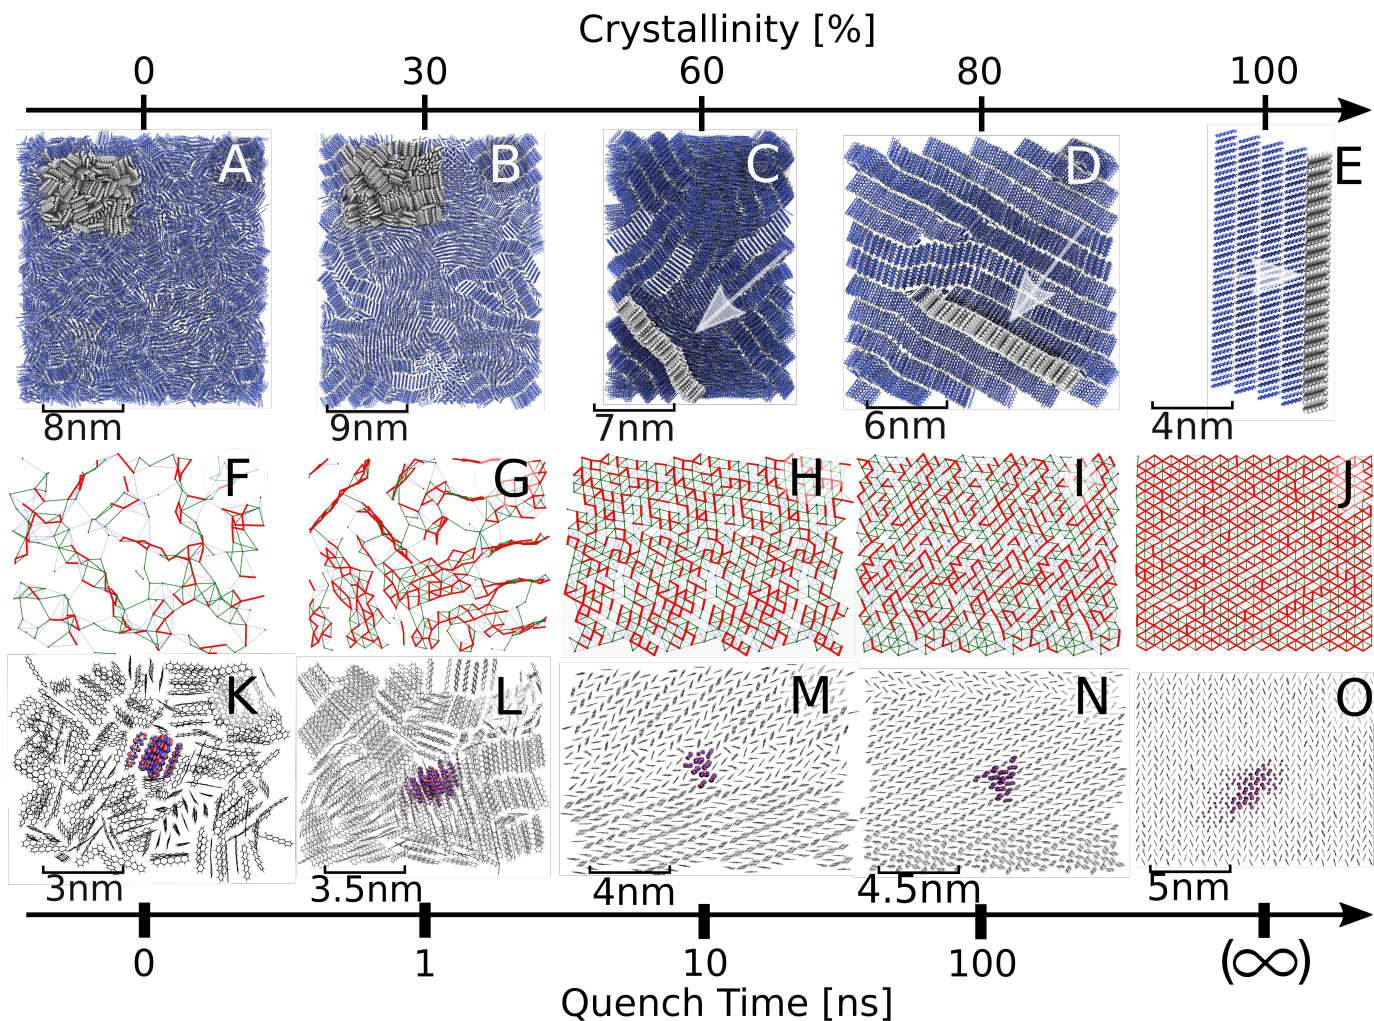 Crystallinity [%]
0 30 60 80 100
A B C D E
8nm 9nm 7nm 6nm 4nm
F G H I J
K L M N O
3nm 3.5nm 4nm 4.5nm 5nm
0 1 10 100 (∞)
Quench Time [ns]